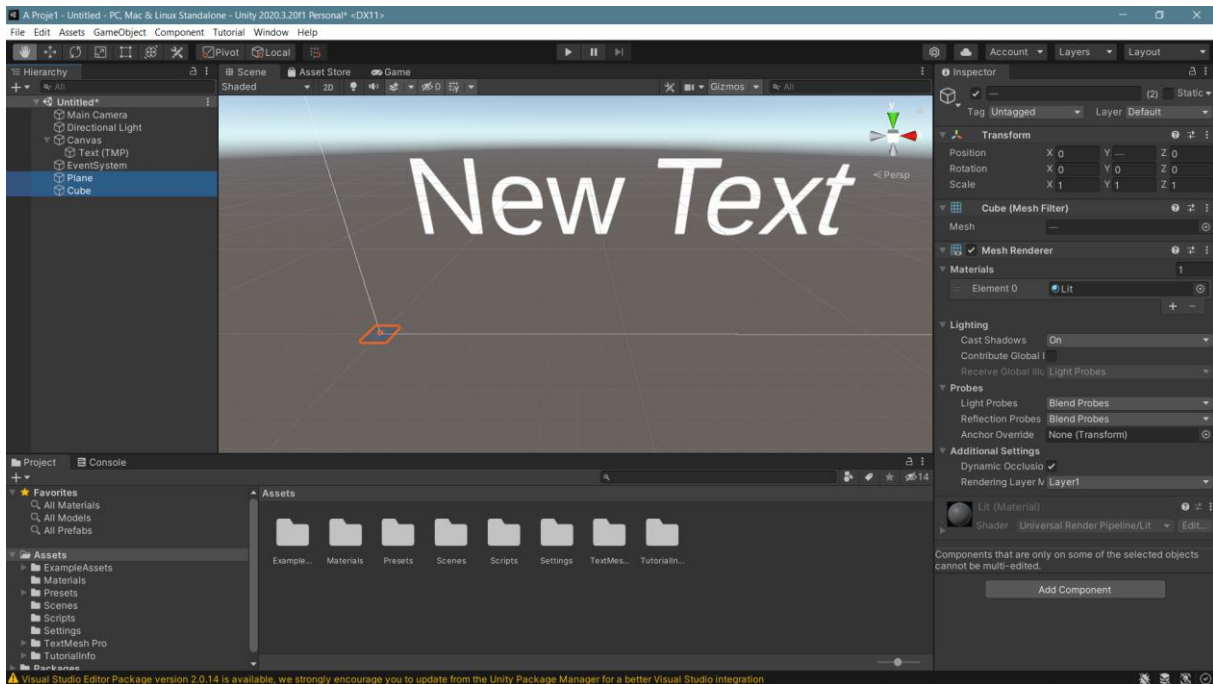 A Proje1 - Untitled - PC, Mac & Linux Standalone - Unity 2020.3.20f1 Personal* <DX11>
File Edit Assets GameObject Component Tutorial Window Help
Pivot Local Account Layers Layout
Hierarchy Scene Asset Store Game Inspector
All Shaded 2D 0 Gizmos All (2) Static
Untitled* Tag Untagged Layer Default
Main Camera
Directional Light
Canvas
Text (TMP)
EventSystem
Plane
Cube
y
Persp
New Text
Transform
Position X 0 Y — Z 0
Rotation X 0 Y 0 Z 0
Scale X 1 Y 1 Z 1
Cube (Mesh Filter)
Mesh —
Mesh Renderer
Materials 1
Element 0 Lit
Lighting
Cast Shadows On
Contribute Global I
Receive Global Illu Light Probes
Probes
Light Probes Blend Probes
Reflection Probes Blend Probes
Anchor Override None (Transform)
Additional Settings
Dynamic Occlusio
Rendering Layer M Layer1
Lit (Material)
Shader Universal Render Pipeline/Lit Edit...
Components that are only on some of the selected objects
cannot be multi-edited.
Add Component
Project Console
14
Favorites
All Materials
All Models
All Prefabs
Assets
ExampleAssets
Materials
Presets
Scenes
Scripts
Settings
TextMesh Pro
TutorialInfo
Packages
Assets
Example... Materials Presets Scenes Scripts Settings TextMes... TutorialIn...
Visual Studio Editor Package version 2.0.14 is available, we strongly encourage you to update from the Unity Package Manager for a better Visual Studio integration